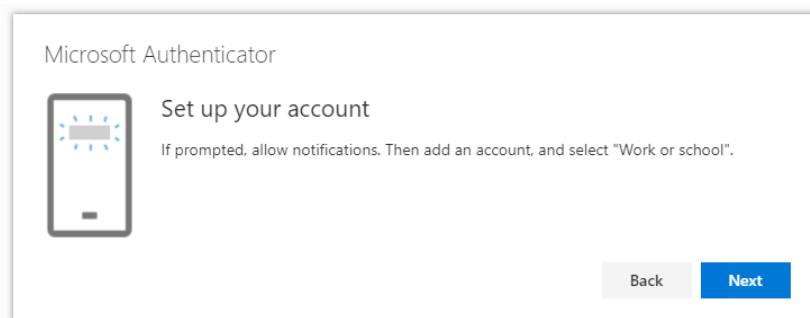 Microsoft Authenticator
Set up your account
If prompted, allow notifications. Then add an account, and select "Work or school".
Back Next